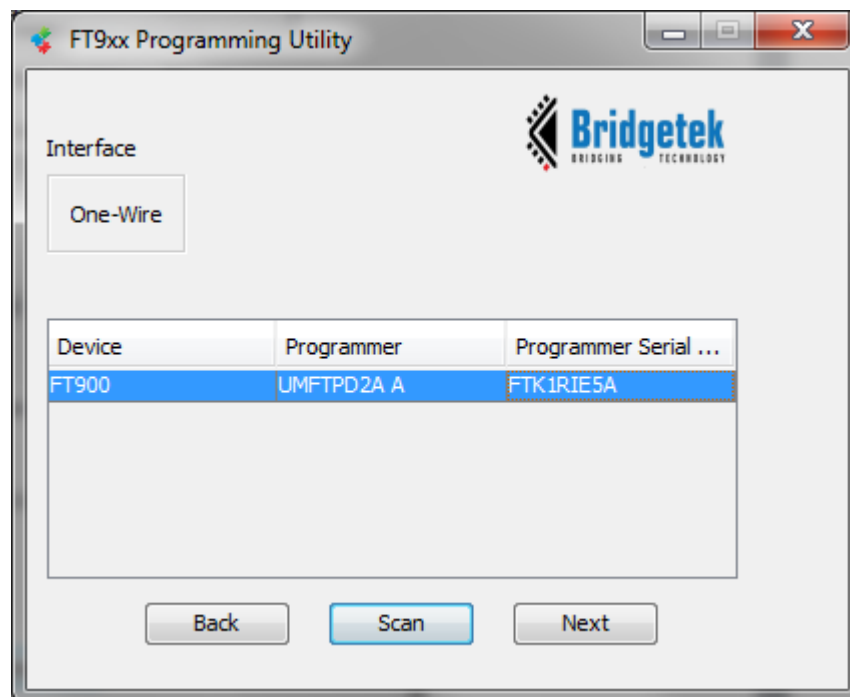 FT9xx Programming Utility
Bridgetek
BRIDGING TECHNOLOGY
Interface
One-Wire
Device Programmer Programmer Serial ...
FT900 UMFTPD2A A FTK1RIE5A
Back Scan Next